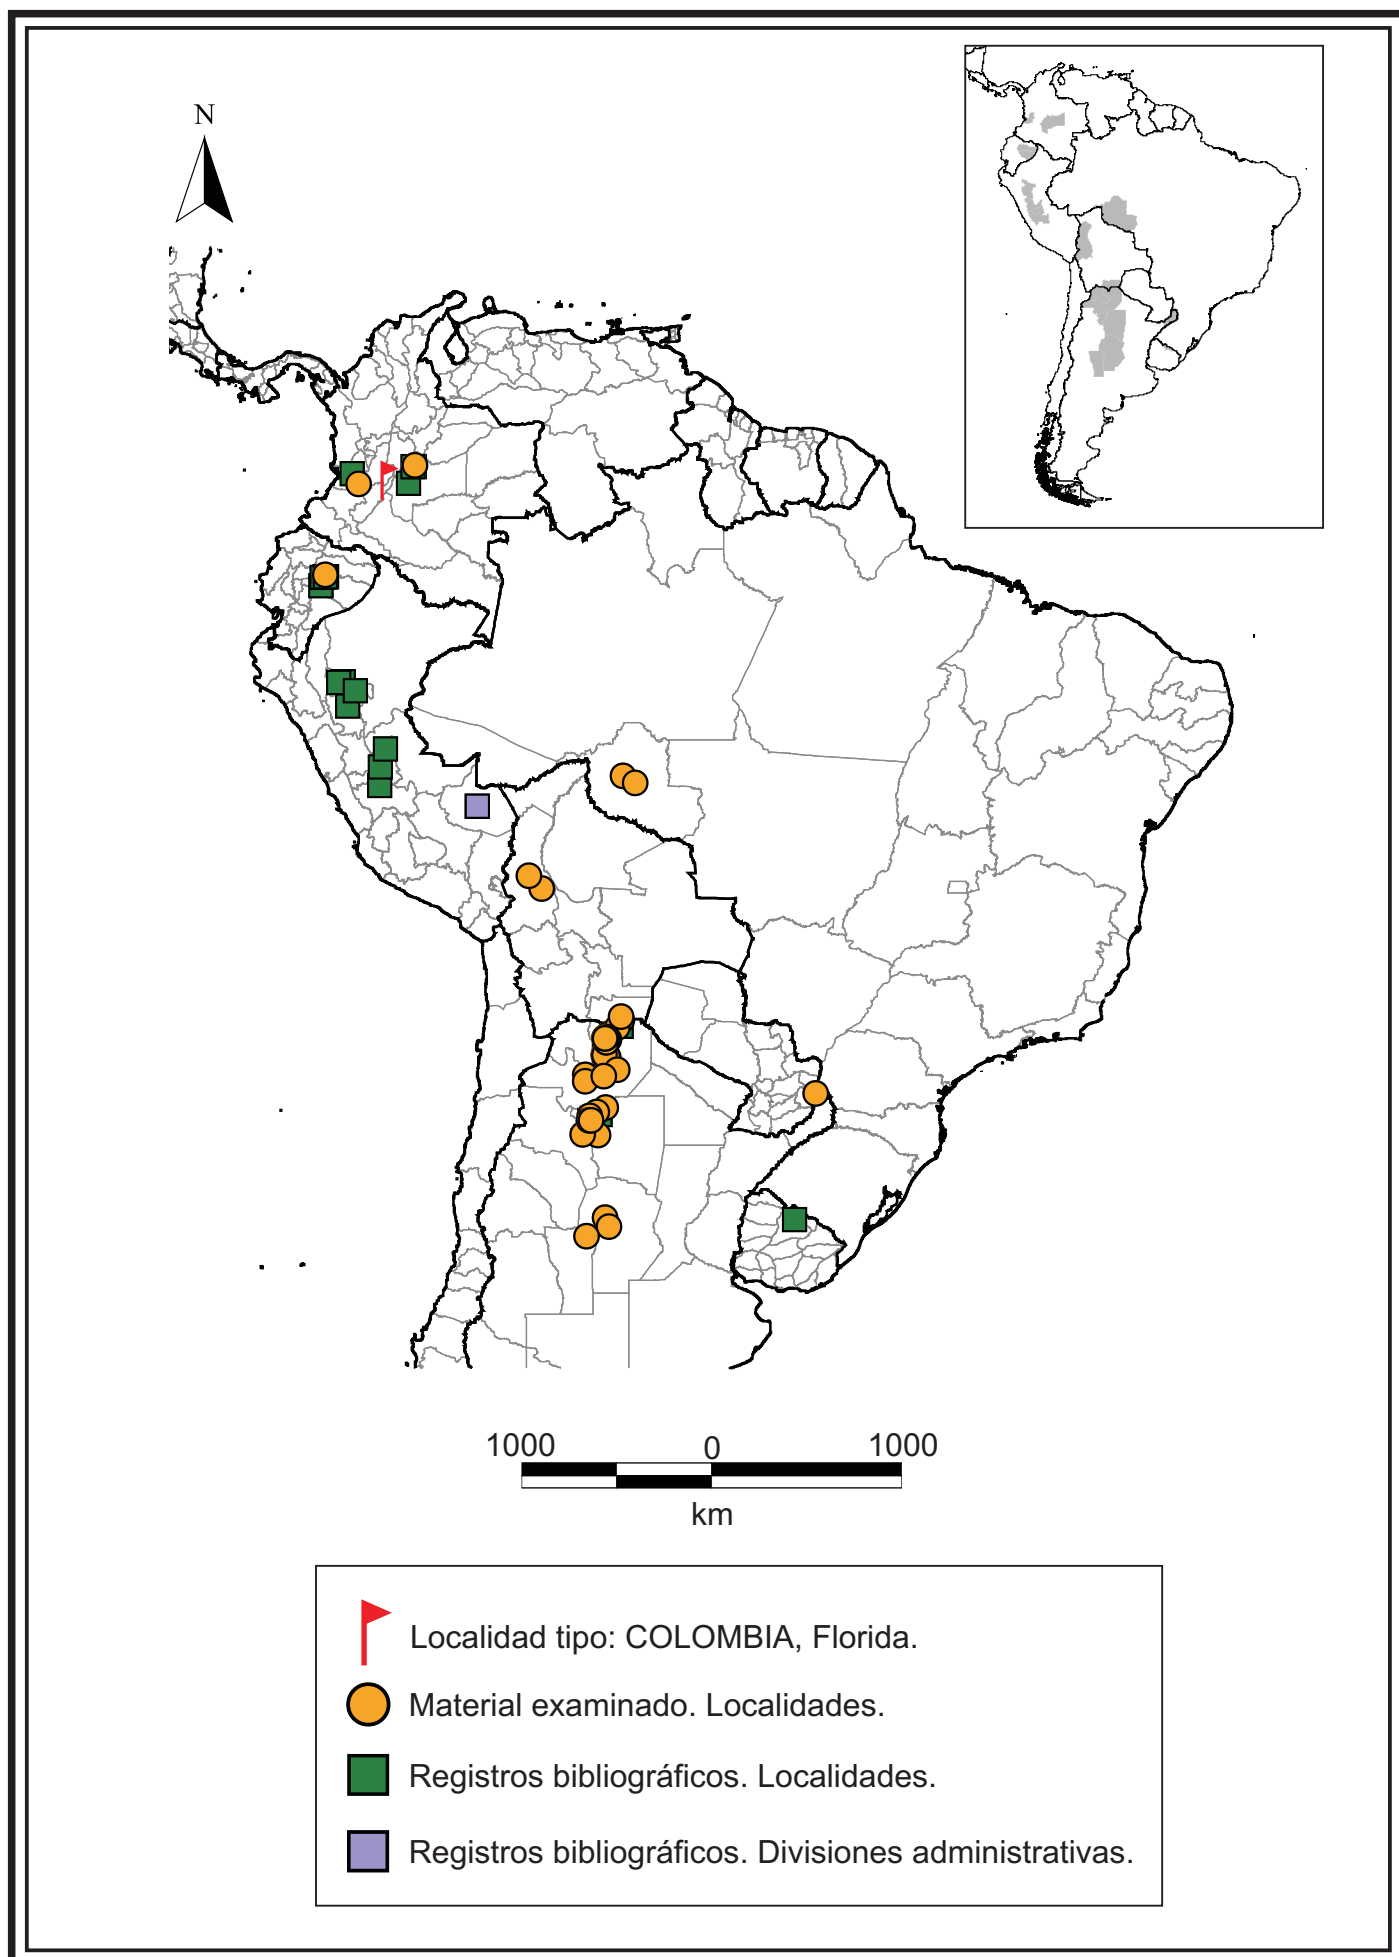 N
1000 0 1000
km
Localidad tipo: COLOMBIA, Florida.
Material examinado. Localidades.
Registros bibliográficos. Localidades.
Registros bibliográficos. Divisiones administrativas.